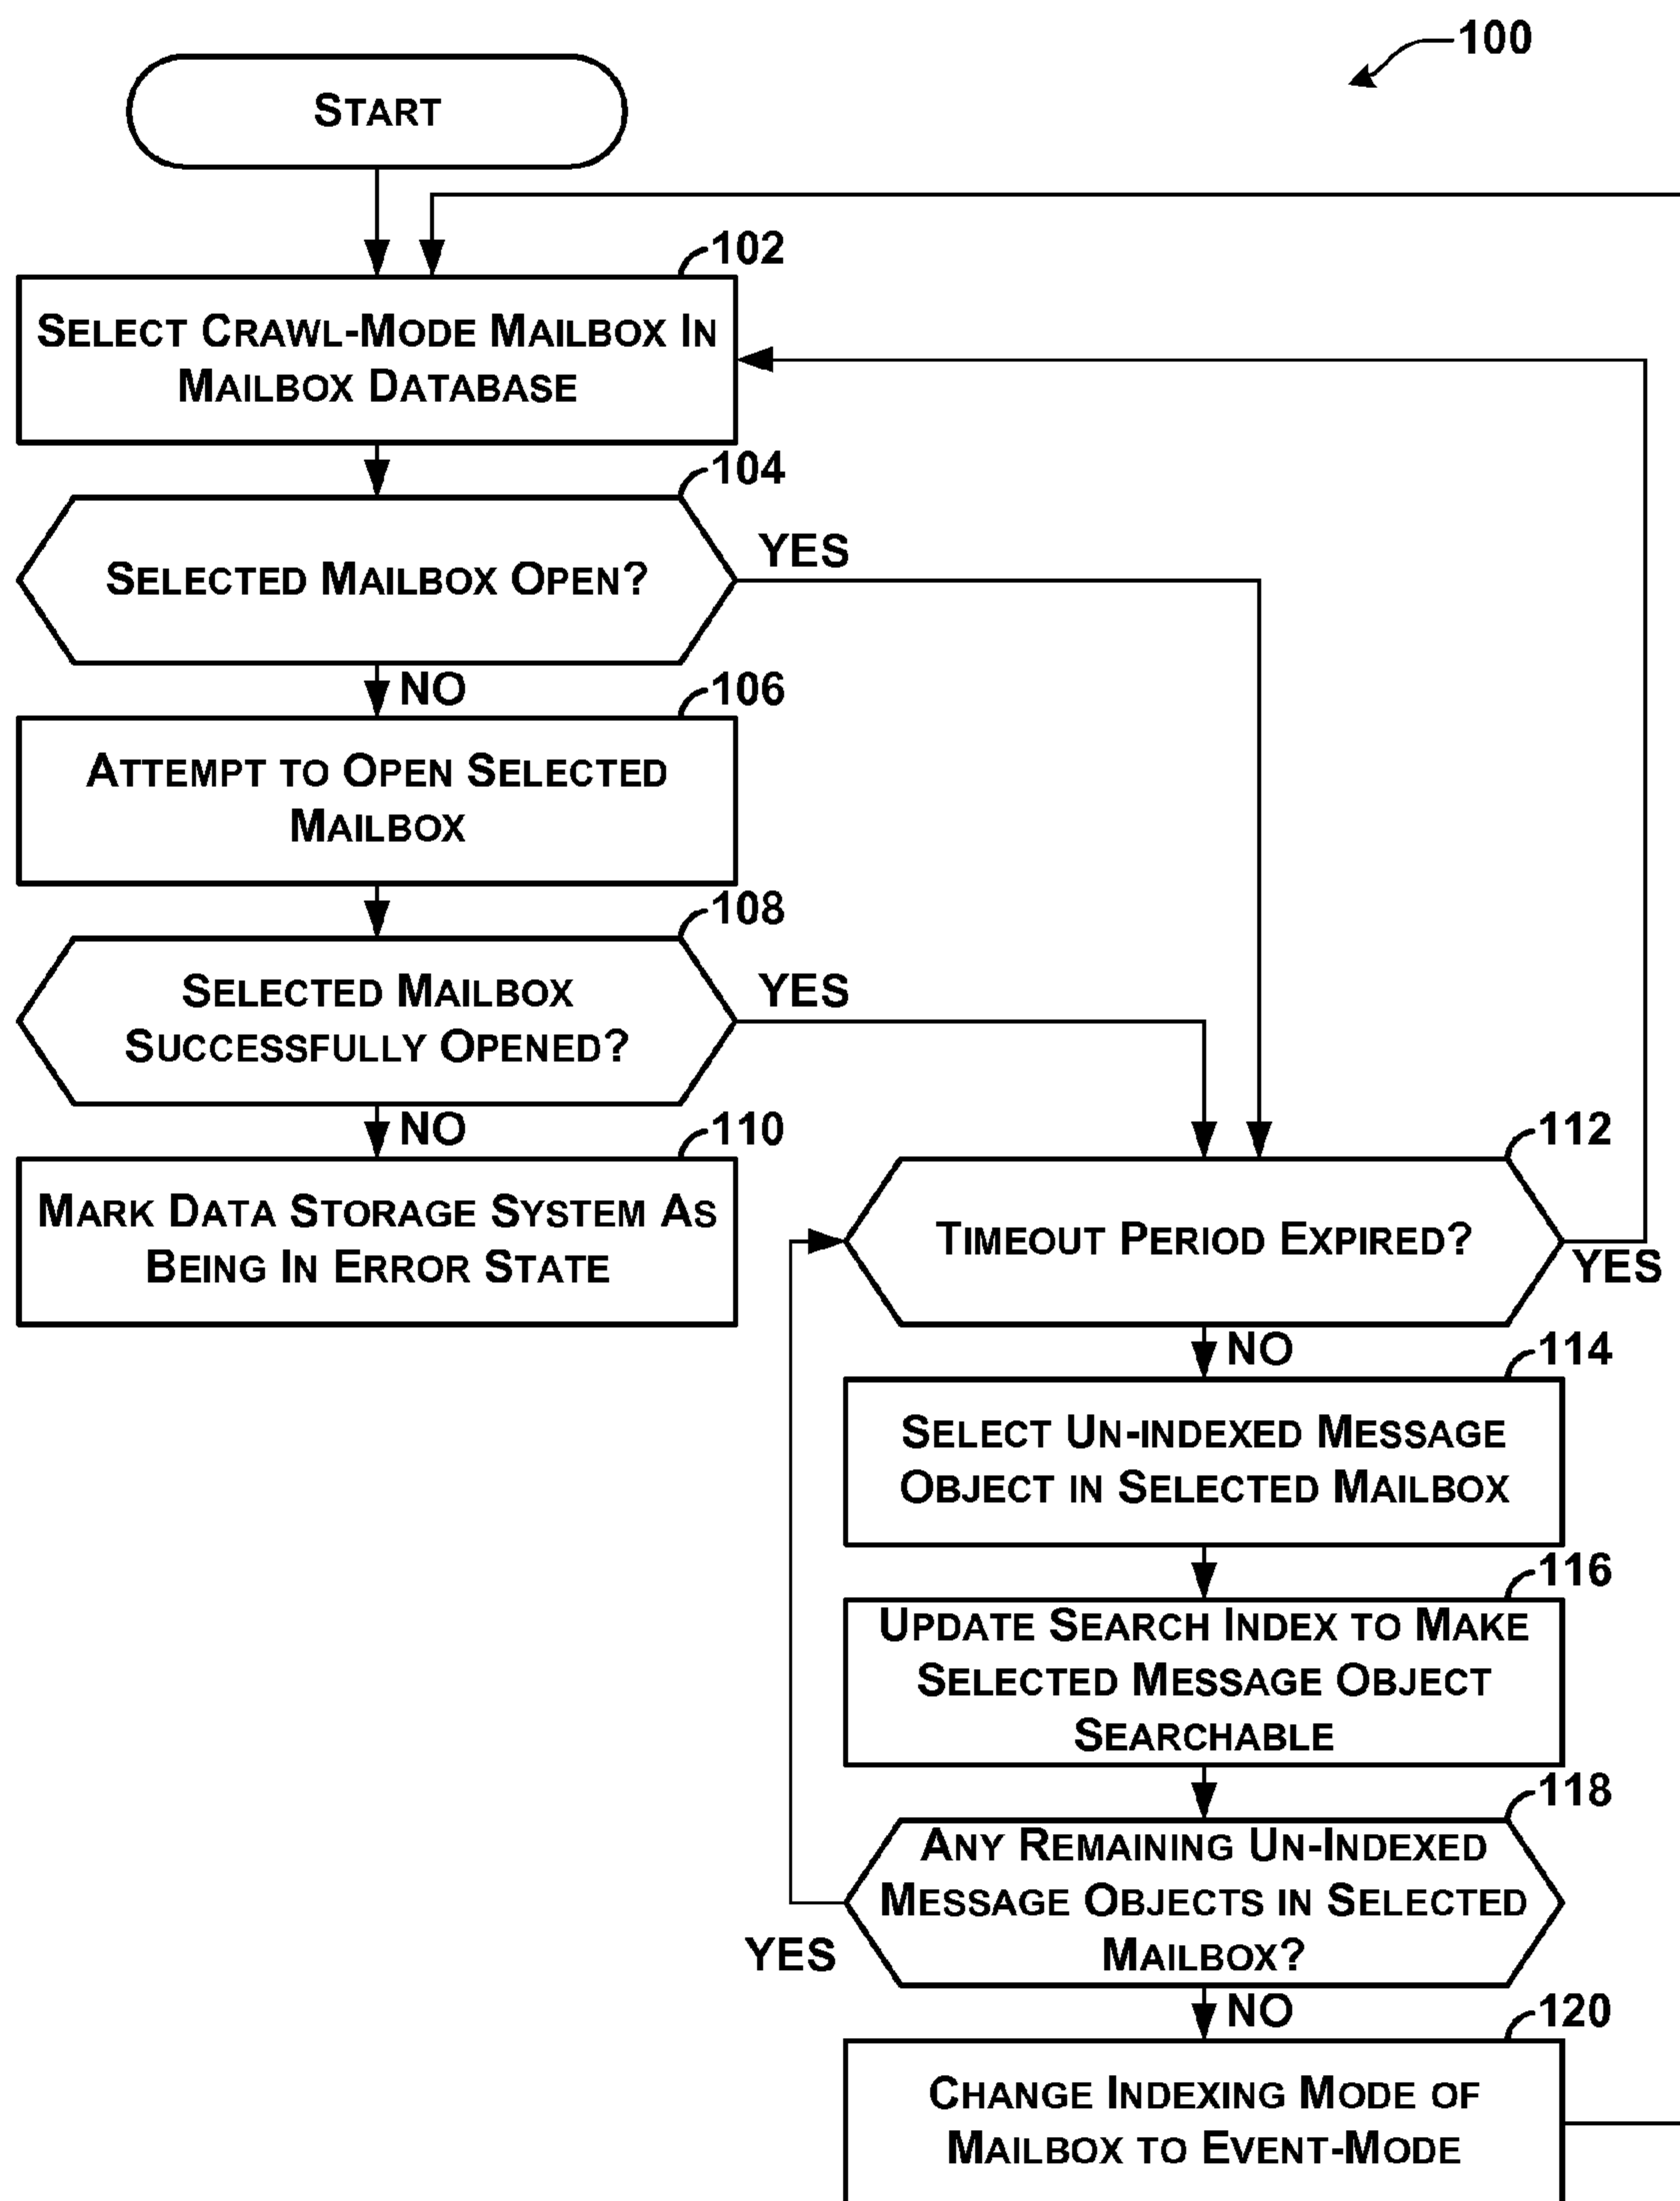 100
START
102
SELECT CRAWL-MODE MAILBOX IN
MAILBOX DATABASE
104
SELECTED MAILBOX OPEN?
YES
NO
106
ATTEMPT TO OPEN SELECTED
MAILBOX
108
SELECTED MAILBOX
SUCCESSFULLY OPENED?
YES
NO
110
MARK DATA STORAGE SYSTEM AS
BEING IN ERROR STATE
112
TIMEOUT PERIOD EXPIRED?
YES
NO
114
SELECT UN-INDEXED MESSAGE
OBJECT IN SELECTED MAILBOX
116
UPDATE SEARCH INDEX TO MAKE
SELECTED MESSAGE OBJECT
SEARCHABLE
118
ANY REMAINING UN-INDEXED
MESSAGE OBJECTS IN SELECTED
MAILBOX?
YES
NO
120
CHANGE INDEXING MODE OF
MAILBOX TO EVENT-MODE